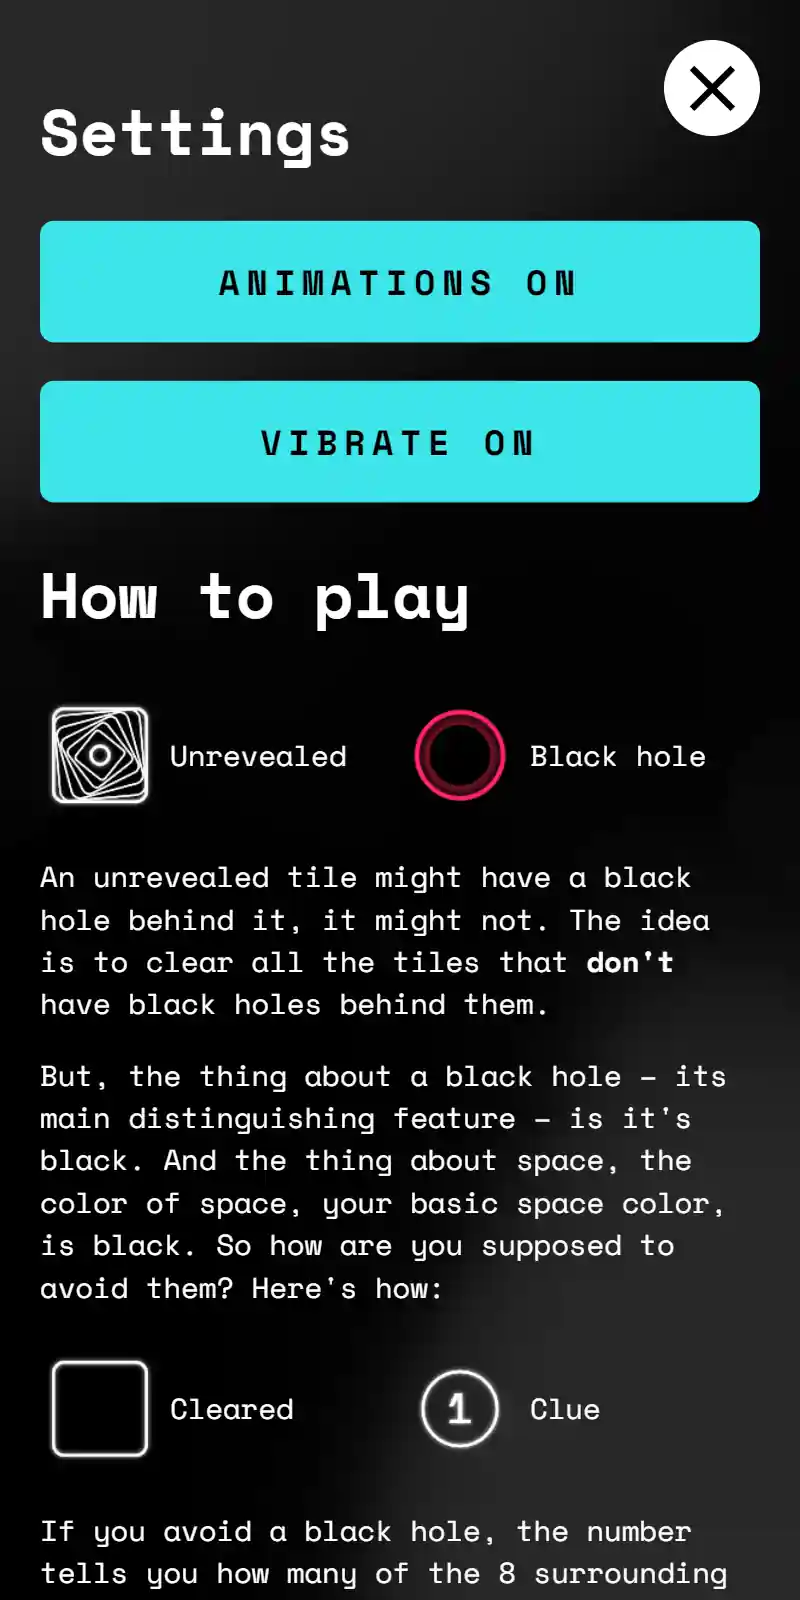 Settings
ANIMATIONS ON
VIBRATE ON
How to play
Unrevealed
Black hole
An unrevealed tile might have a black
hole behind it, it might not. The idea
is to clear all the tiles that don't
have black holes behind them.
But, the thing about a black hole – its
main distinguishing feature – is it's
black. And the thing about space, the
color of space, your basic space color,
is black. So how are you supposed to
avoid them? Here's how:
Cleared
1
Clue
If you avoid a black hole, the number
tells you how many of the 8 surrounding